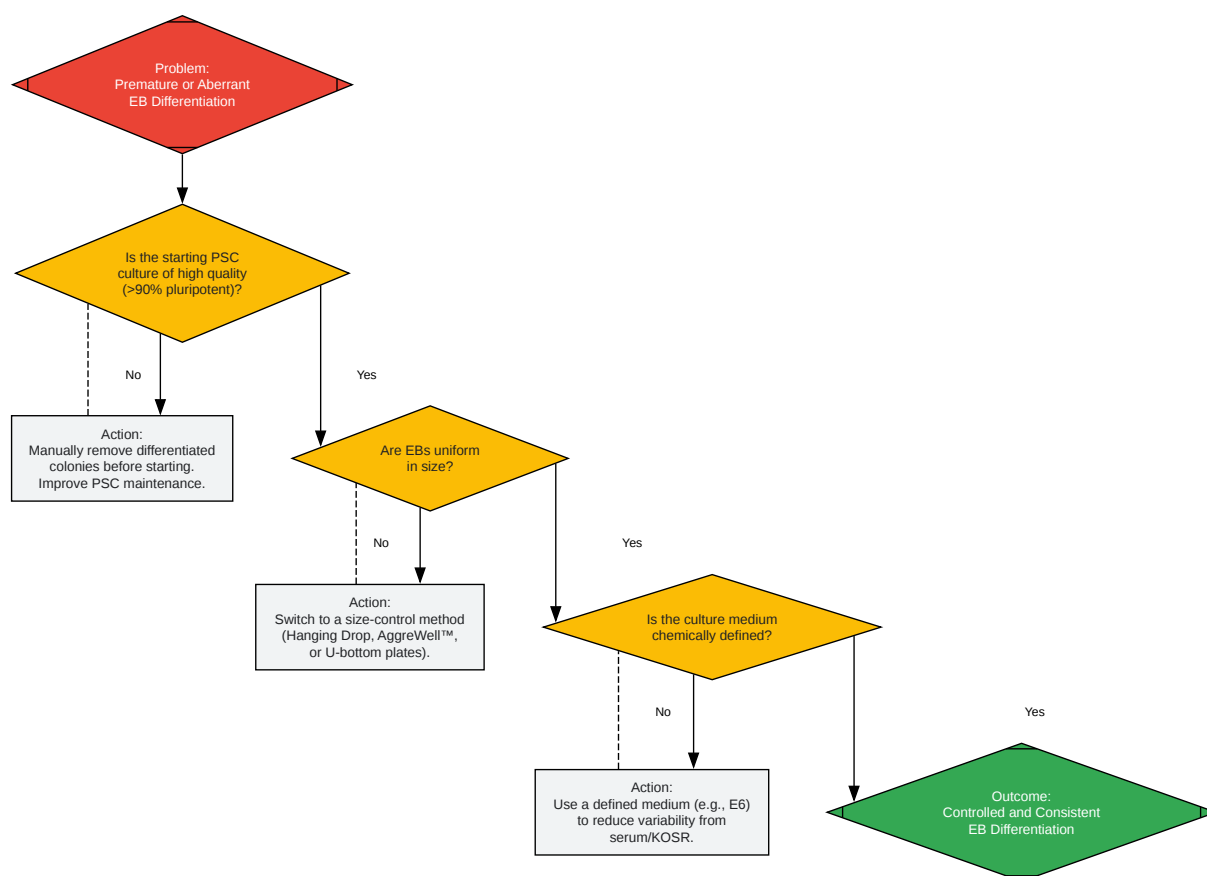 Problem:
Premature or Aberrant
EB Differentiation
Is the starting PSC
culture of high quality
(>90% pluripotent)?
No
Yes
Action:
Manually remove differentiated
colonies before starting.
Improve PSC maintenance.
Are EBs uniform
in size?
No
Yes
Action:
Switch to a size-control method
(Hanging Drop, AggreWell™,
or U-bottom plates).
Is the culture medium
chemically defined?
No
Yes
Action:
Use a defined medium (e.g., E6)
to reduce variability from
serum/KOSR.
Outcome:
Controlled and Consistent
EB Differentiation